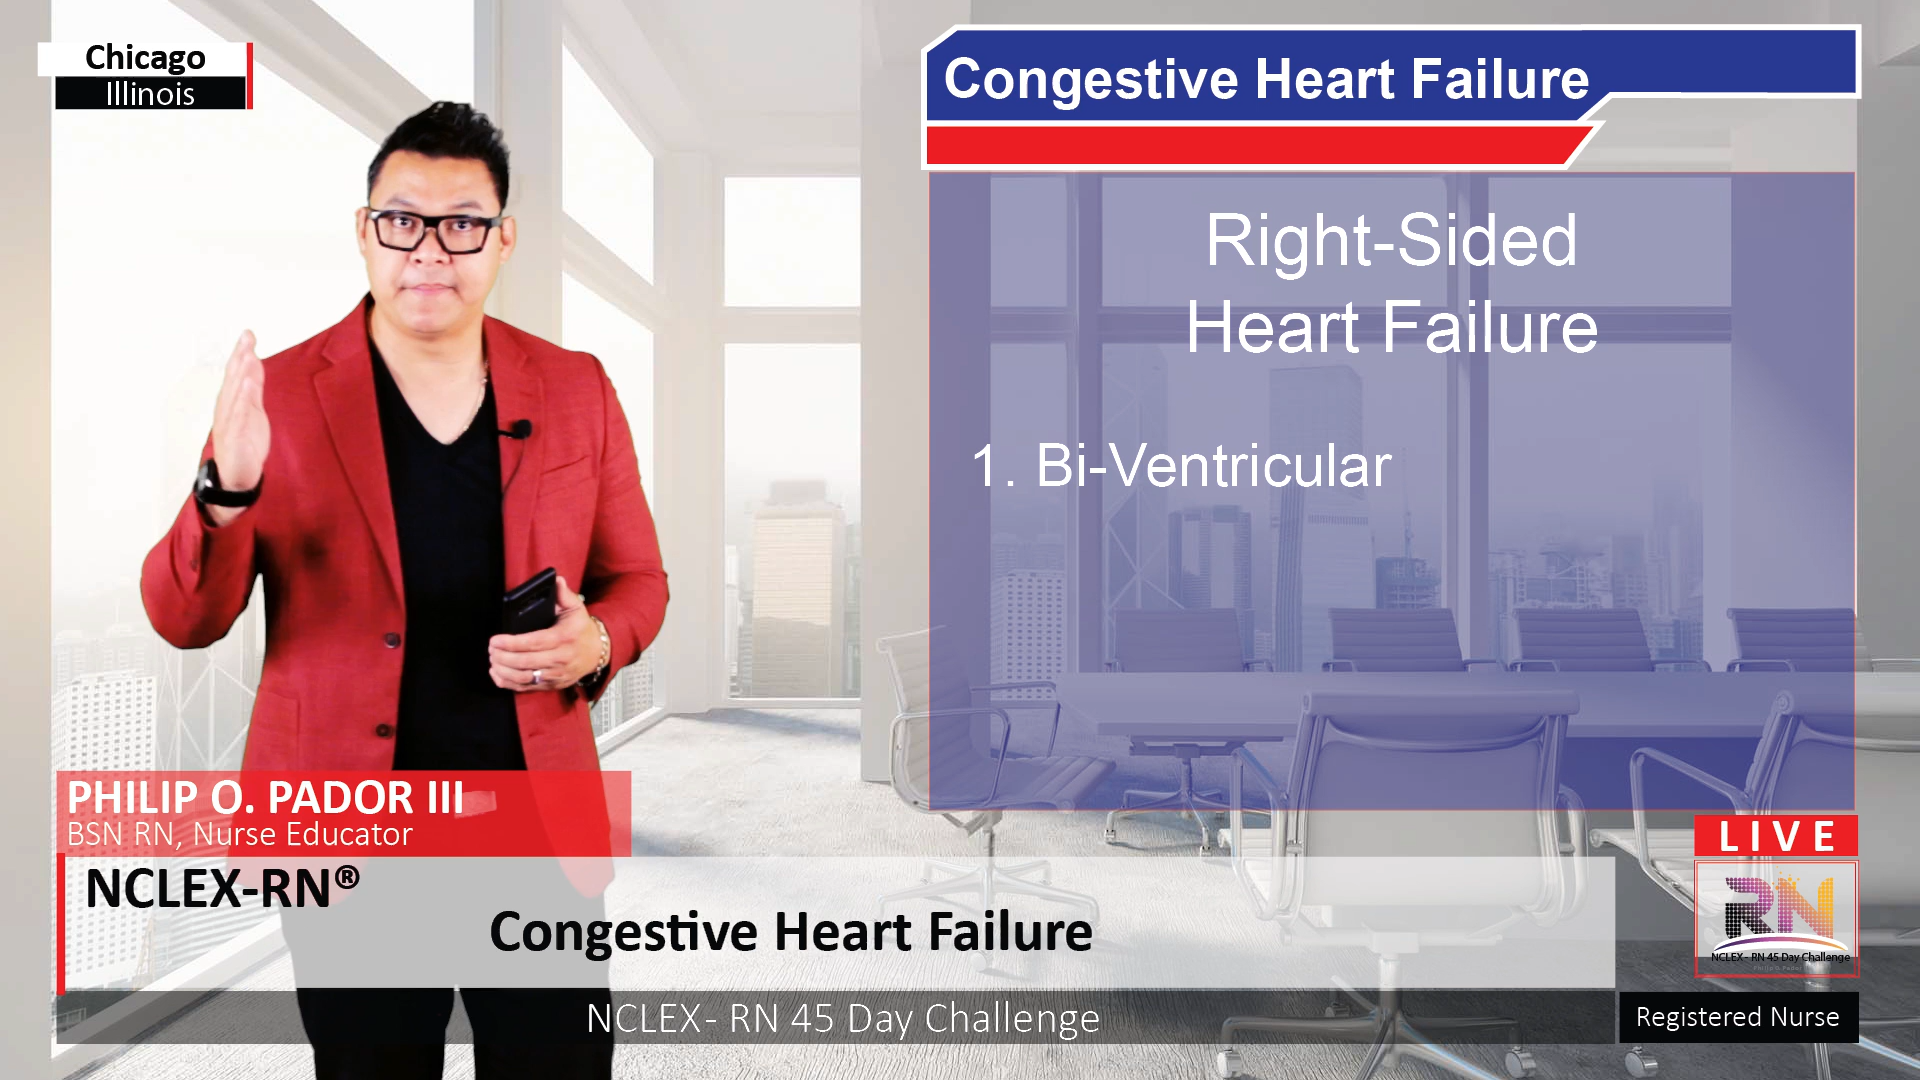 Chicago
Illinois
Congestive Heart Failure
Right-Sided
Heart Failure
1. Bi-Ventricular
PHILIP O. PADOR III
BSN RN, Nurse Educator
NCLEX-RN®
Congestive Heart Failure
NCLEX- RN 45 Day Challenge
LIVE
RN
NCLEX- RN 45 Day Challenge
Registered Nurse